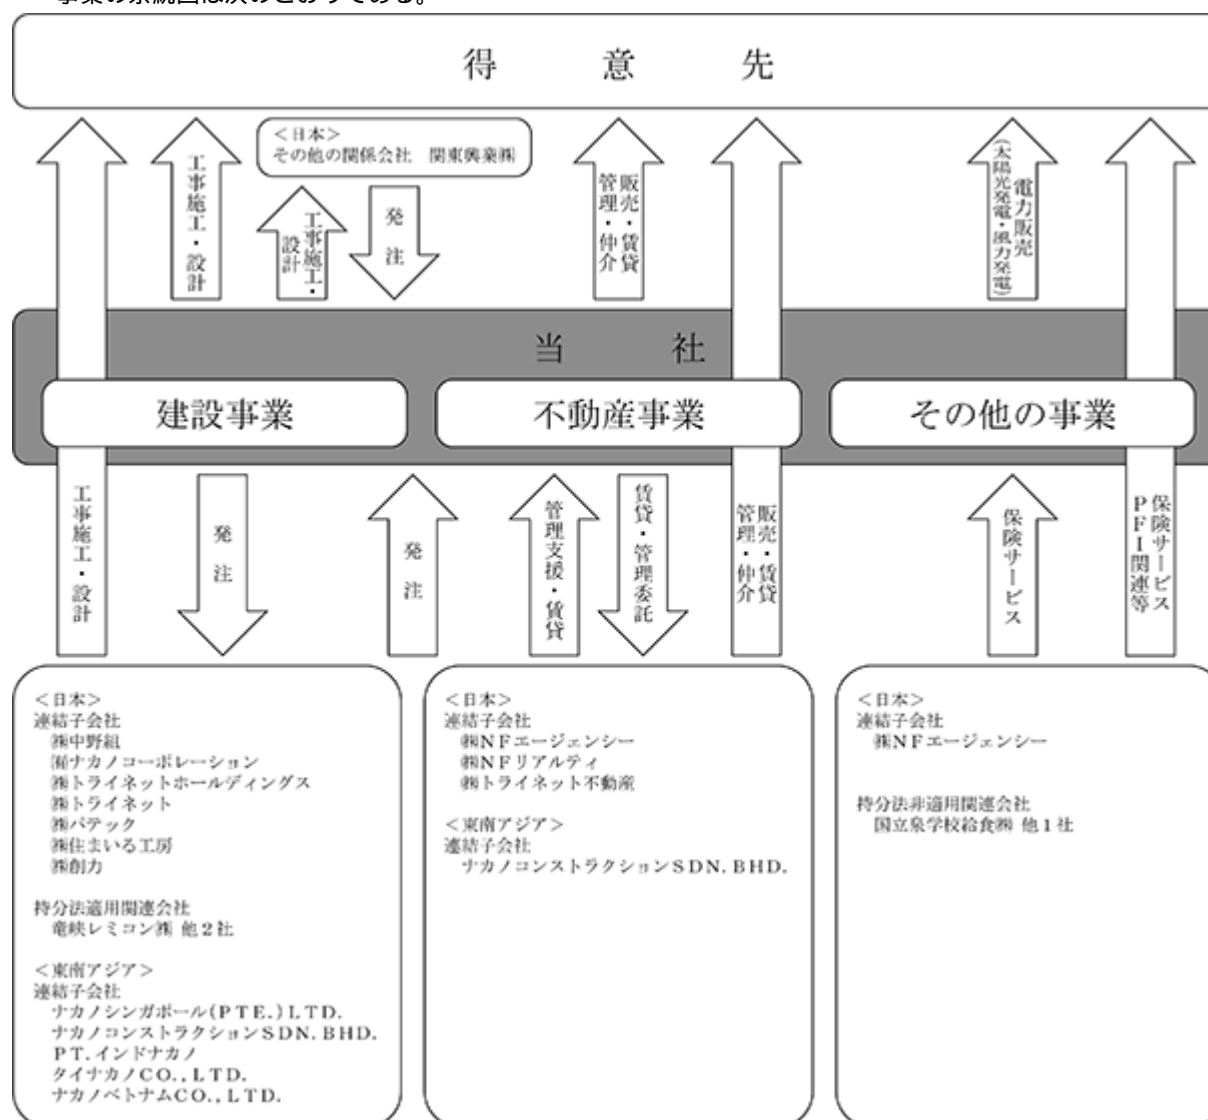 事業の系統図は次のとおりである。
得意先
<日本>
その他の関係会社　関東興業㈱
工事施工・設計
工事施工・
設計
発注
販売・賃貸
管理・仲介
電力販売
(太陽光発電・風力発電)
当社
建設事業
不動産事業
その他の事業
工事施工・設計
発注
発注
管理支援・賃貸
賃貸・管理委託
販売・賃貸
管理・仲介
保険サービス
保険サービス
PFI関連等
<日本>
連結子会社
㈱中野組
㈲ナカノコーポレーション
㈱トライネットホールディングス
㈱トライネット
㈱パテック
㈱住まいる工房
㈱創力
持分法適用関連会社
竜峡レミコン㈱ 他2社
<東南アジア>
連結子会社
ナカノシンガポール(PTE.)LTD.
ナカノコンストラクションSDN.BHD.
PT.インドナカノ
タイナカノCO.,LTD.
ナカノベトナムCO.,LTD.
<日本>
連結子会社
㈱NFエージェンシー
㈱NFリアルティ
㈱トライネット不動産
<東南アジア>
連結子会社
ナカノコンストラクションSDN.BHD.
<日本>
連結子会社
㈱NFエージェンシー
持分法非適用関連会社
国立泉学校給食㈱ 他1社